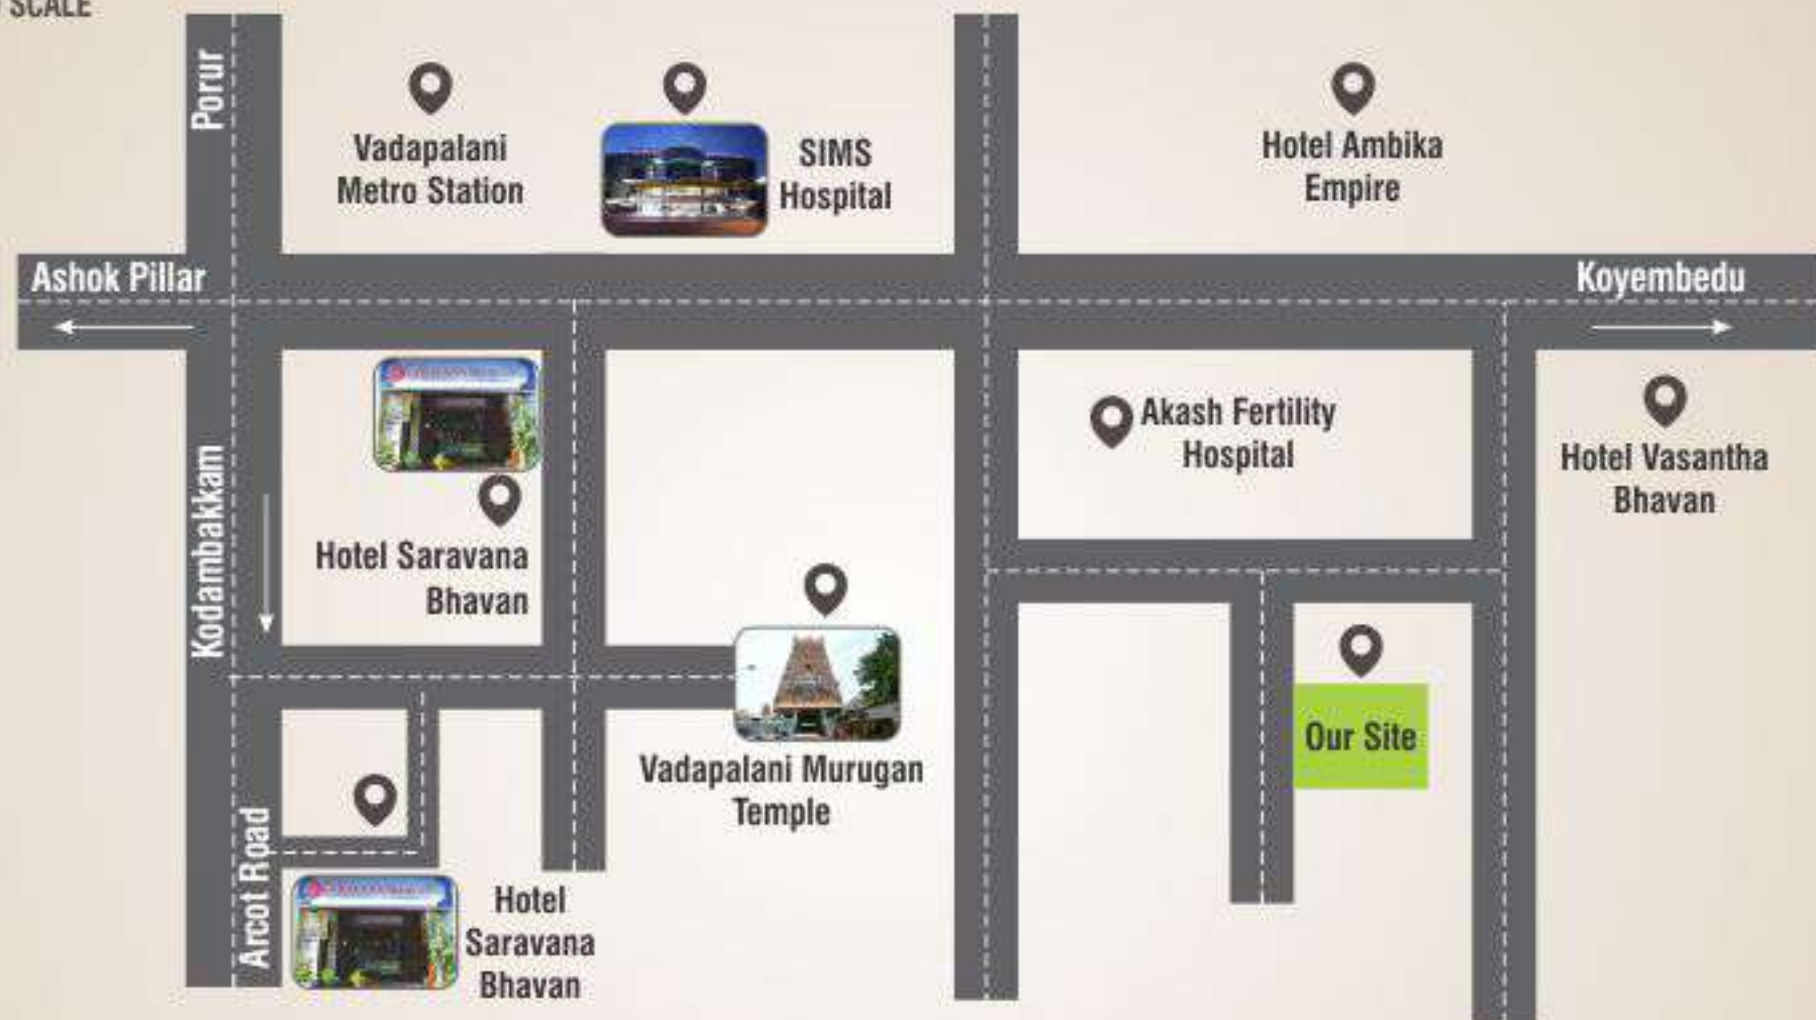 SCALE
Porur
Vadapalani
Metro Station
SIMS
Hospital
Hotel Ambika
Empire
Ashok Pillar
Koyembedu
Kodambakkam
Hotel Saravana
Bhavan
Akash Fertility
Hospital
Hotel Vasantha
Bhavan
Vadapalani Murugan
Temple
Our Site
Arcot Road
Hotel
Saravana
Bhavan